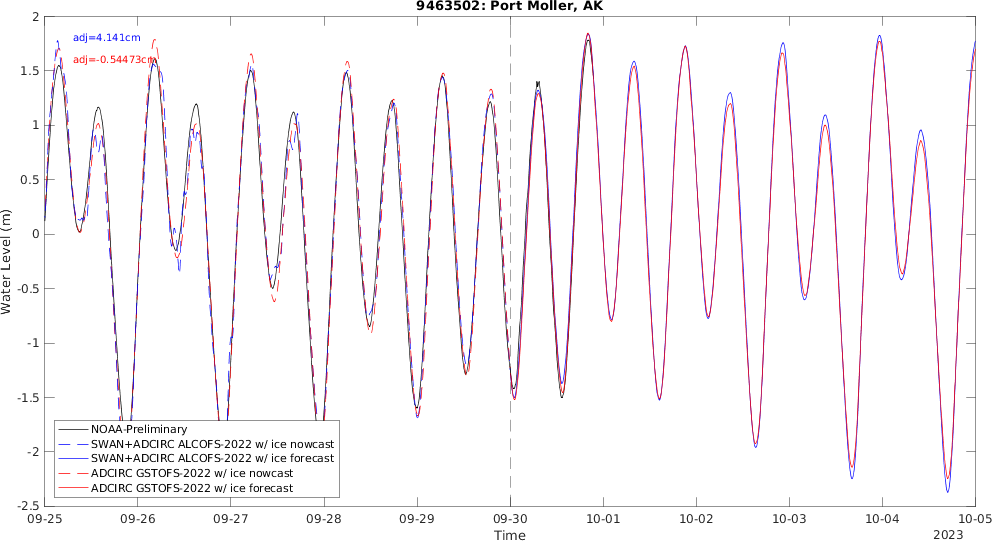 9463502: Port Moller, AK
2
adj=4.141cm
adj=-0.54473cm
1.5
1
0.5
0
-0.5
-1
-1.5
-2
-2.5
Water Level (m)
NOAA-Preliminary
SWAN+ADCIRC ALCOFS-2022 w/ ice nowcast
SWAN+ADCIRC ALCOFS-2022 w/ ice forecast
ADCIRC GSTOFS-2022 w/ ice nowcast
ADCIRC GSTOFS-2022 w/ ice forecast
09-25 09-26 09-27 09-28 09-29 09-30 10-01 10-02 10-03 10-04 10-05
Time
2023